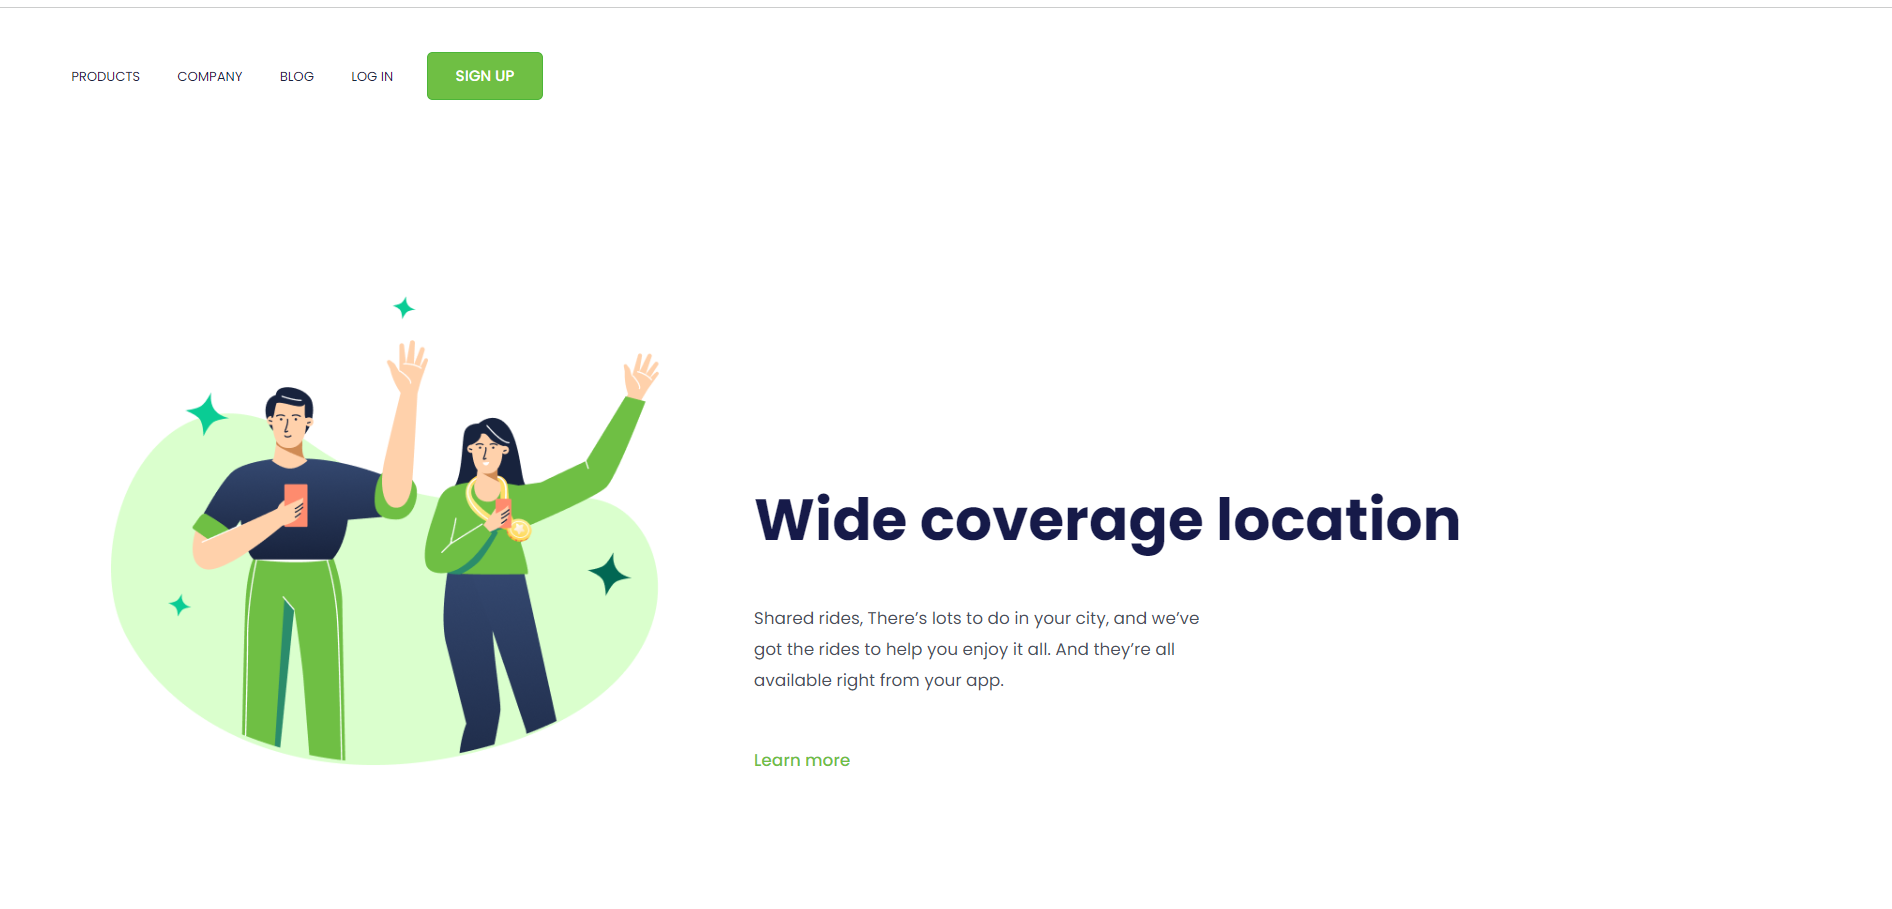 PRODUCTS COMPANY BLOG LOG IN SIGN UP
Wide coverage location
Shared rides, There’s lots to do in your city, and we’ve
got the rides to help you enjoy it all. And they’re all
available right from your app.
Learn more